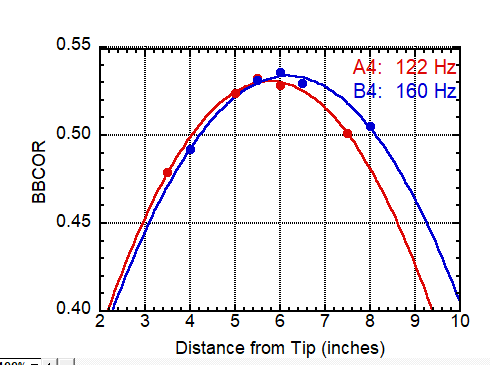 0.55
A4: 122 Hz
B4: 160 Hz
0.50
BBCOR
0.45
0.40
2 3 4 5 6 7 8 9 10
Distance from Tip (inches)